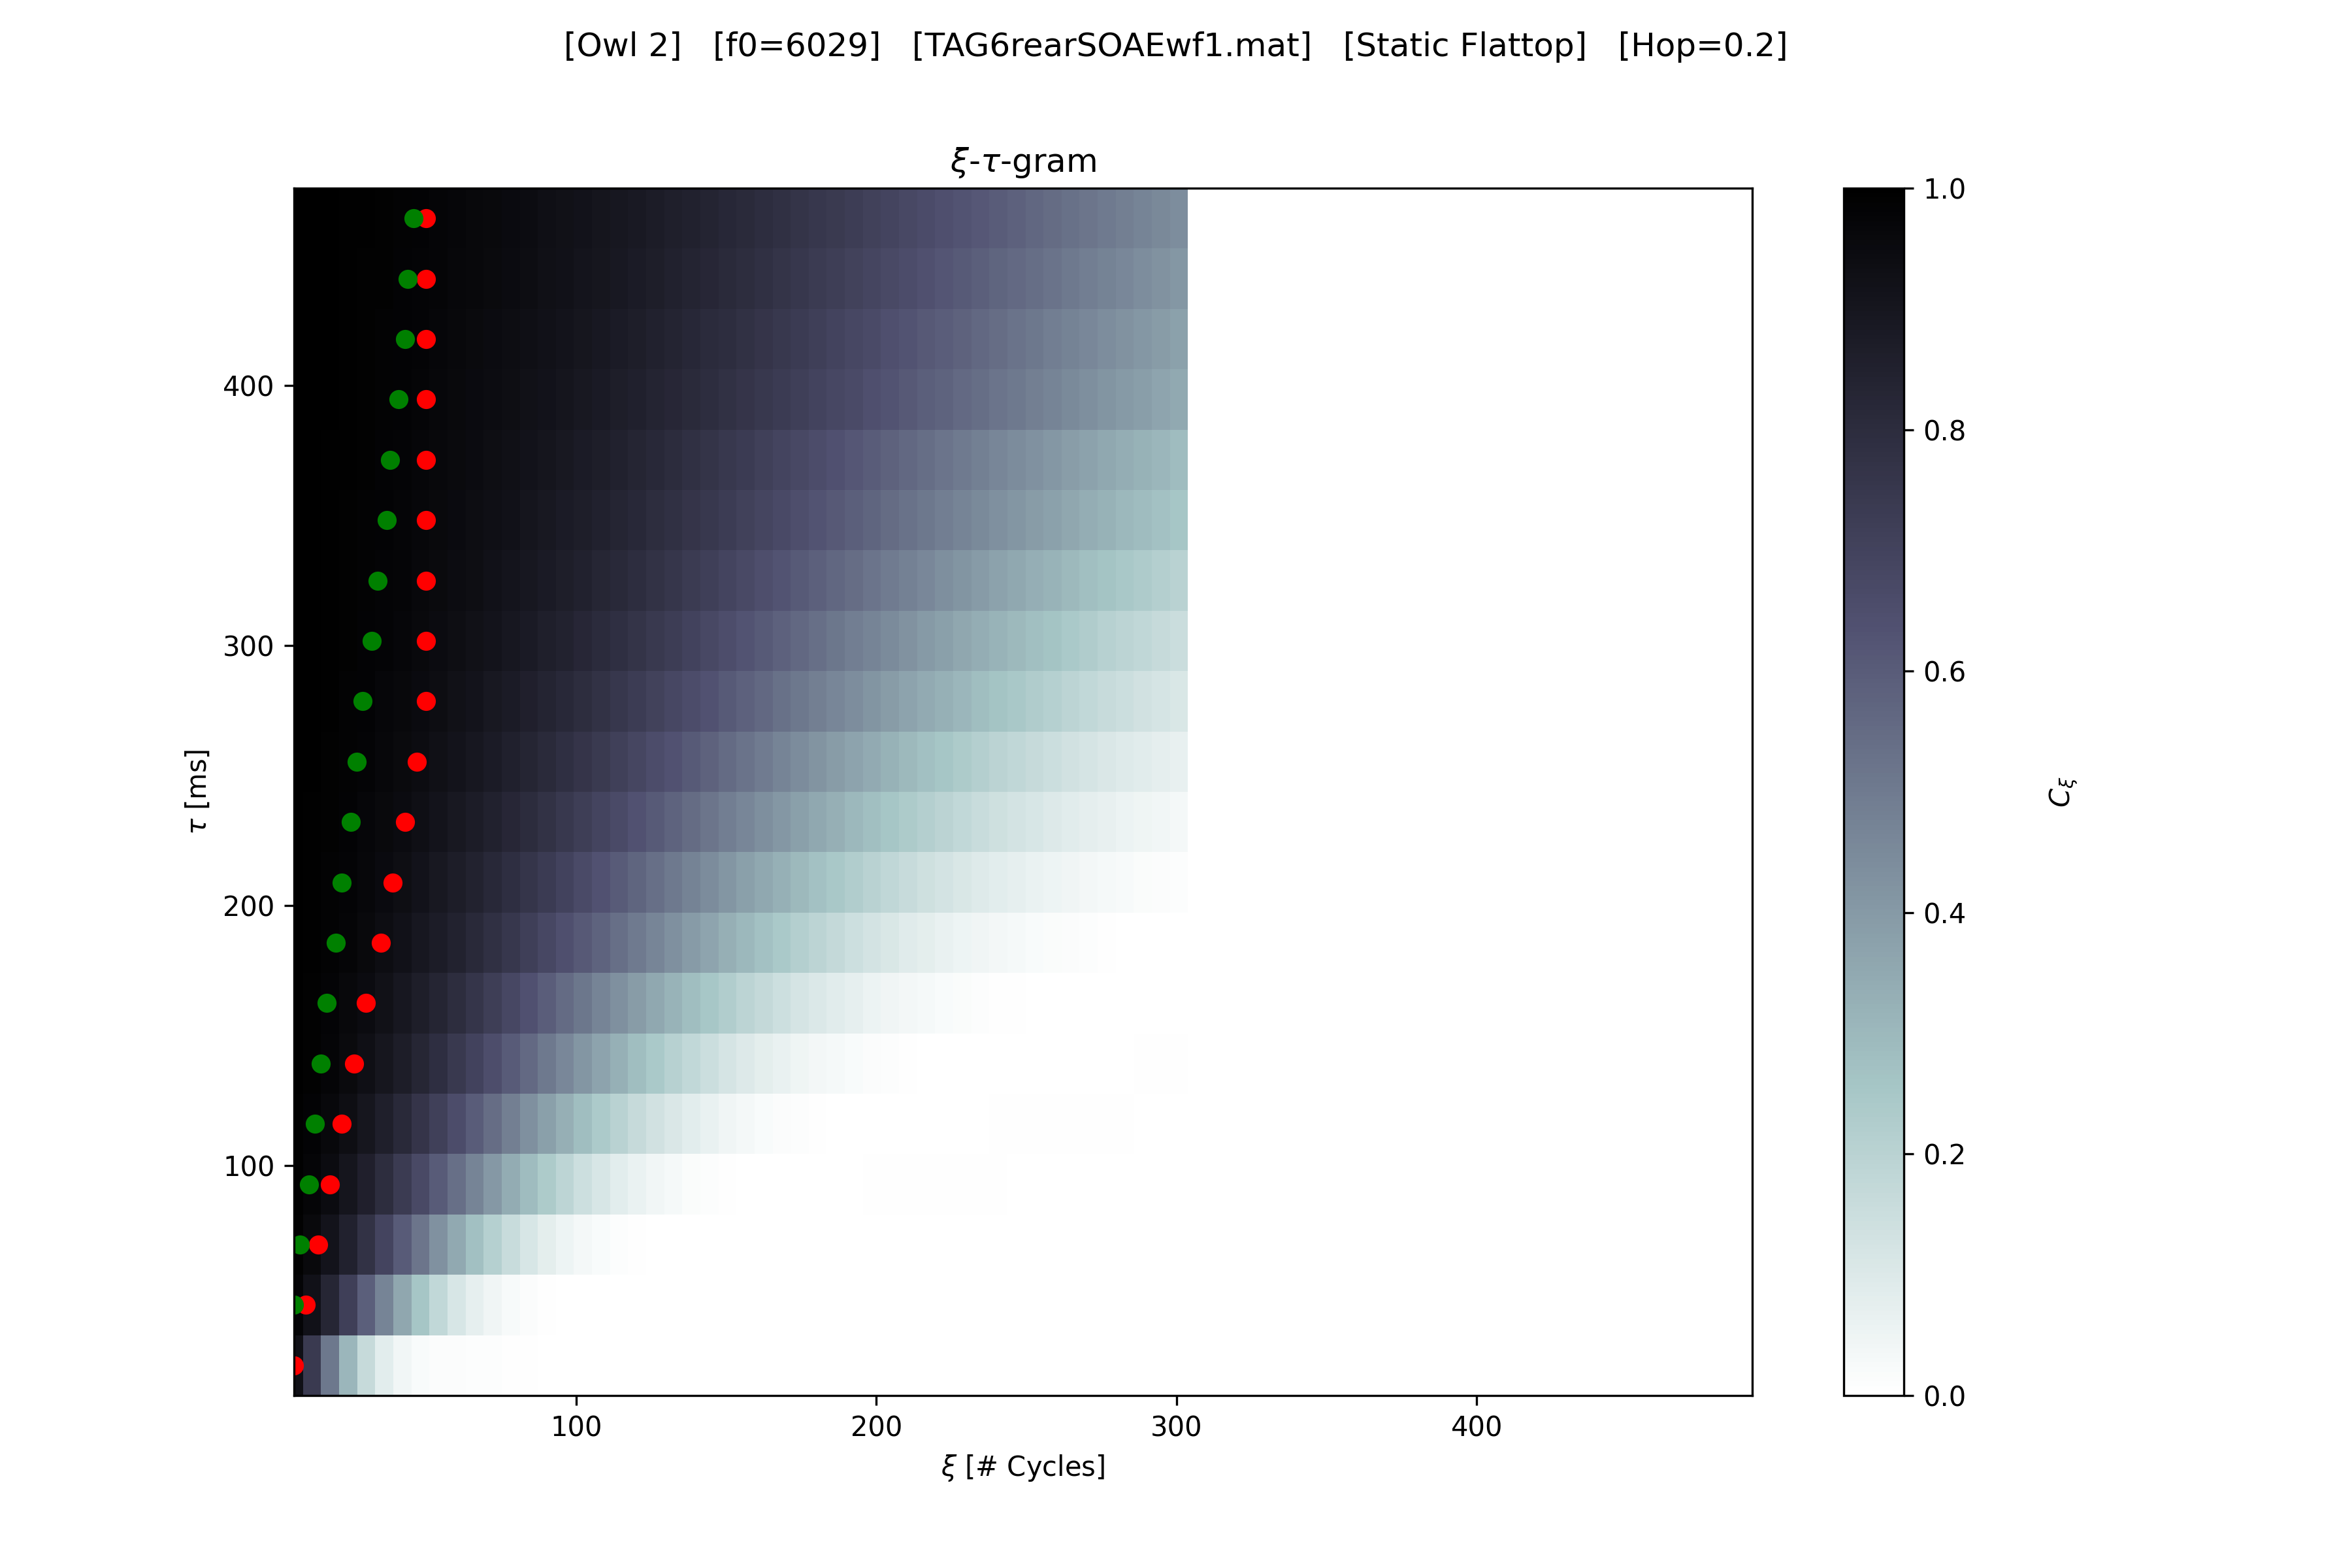 [Owl 2]   [f0=6029]   [TAG6rearSOAEwf1.mat]   [Static Flattop]   [Hop=0.2]
ξ-τ-gram
400
300
200
100
τ [ms]
100 200 300 400
ξ [# Cycles]
1.0
0.8
0.6
0.4
0.2
0.0
C_ξ